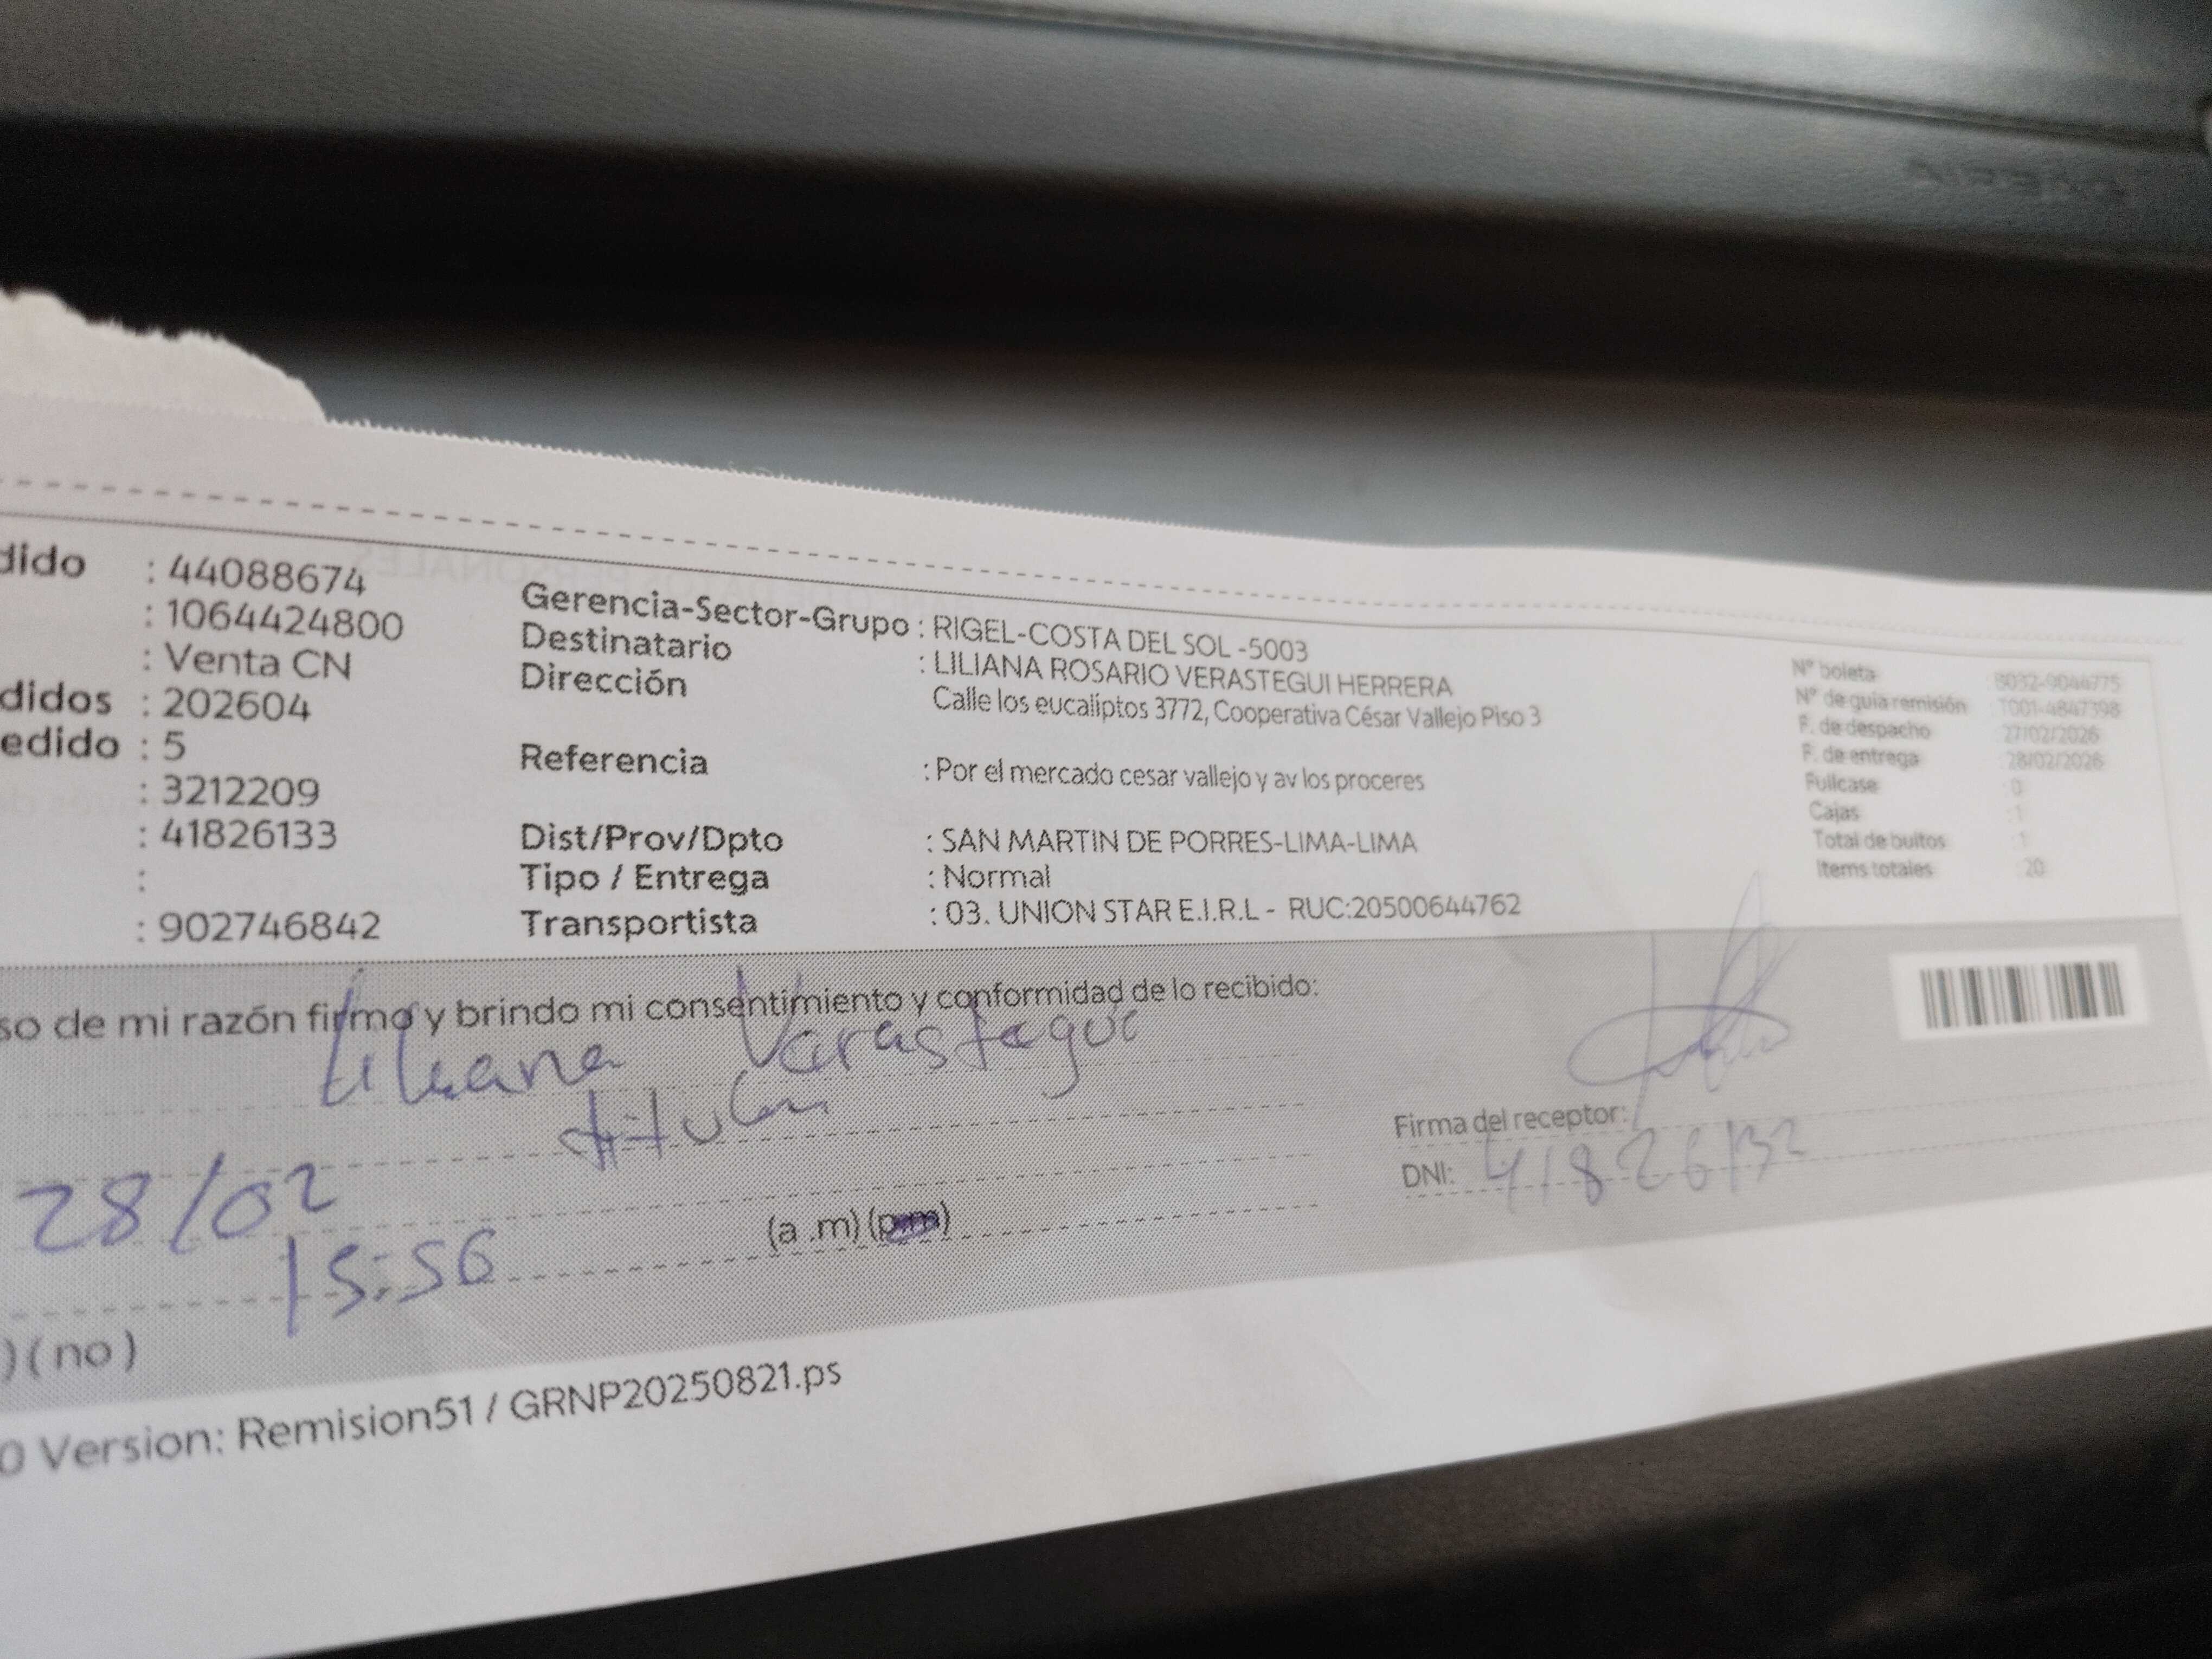 dido : 44088674
: 1064424800
: Venta CN
didos : 202604
edido : 5
: 3212209
: 41826133
:
: 902746842
Gerencia-Sector-Grupo : RIGEL-COSTA DEL SOL -5003
Destinatario : LILIANA ROSARIO VERASTEGUI HERRERA
Dirección Calle los eucaliptos 3772, Cooperativa César Vallejo Piso 3
Referencia : Por el mercado cesar vallejo y av los proceres
Dist/Prov/Dpto : SAN MARTIN DE PORRES-LIMA-LIMA
Tipo / Entrega : Normal
Transportista : 03. UNION STAR E.I.R.L - RUC:20500644762
N° boleta
N° de guia remisión T001-4847398
F. de despacho 27/02/2026
F. de entrega 28/02/2026
Fullcase : 0
Cajas : 1
Total de bultos : 1
Items totales : 20
so de mi razón firmo y brindo mi consentimiento y conformidad de lo recibido:
Liliana Verastegui
titular
28/02
15:56 (a .m) (p.m)
)(no)
Firma del receptor:
DNI: 41826132
0 Version: Remision51 / GRNP20250821.ps